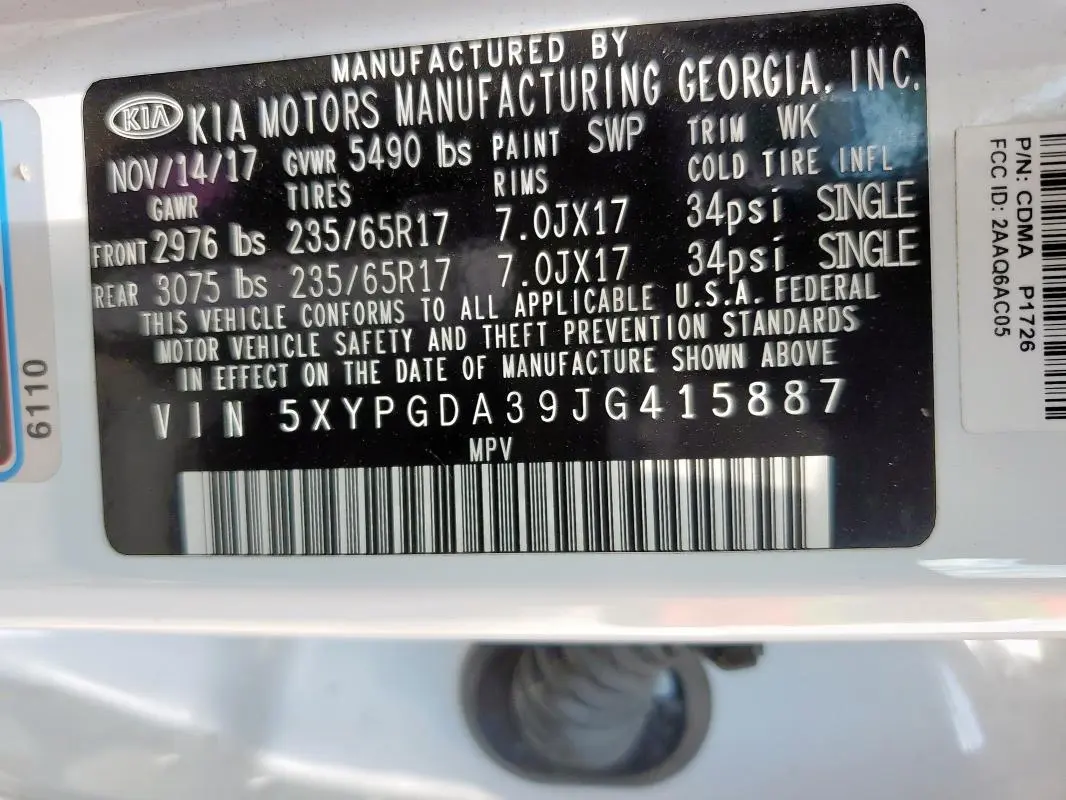 MANUFACTURED BY
KIA KIA MOTORS MANUFACTURING GEORGIA, INC.
NOV/14/17 GVWR 5490 lbs PAINT SWP TRIM WK
GAWR TIRES RIMS COLD TIRE INFL
FRONT 2976 lbs 235/65R17 7.0JX17 34psi SINGLE
REAR 3075 lbs 235/65R17 7.0JX17 34psi SINGLE
THIS VEHICLE CONFORMS TO ALL APPLICABLE U.S.A. FEDERAL
MOTOR VEHICLE SAFETY AND THEFT PREVENTION STANDARDS
IN EFFECT ON THE DATE OF MANUFACTURE SHOWN ABOVE
VIN 5XYPGDA39JG415887
MPV
6110
P/N: CDMA P1726
FCC ID: 2AAQ6AC05